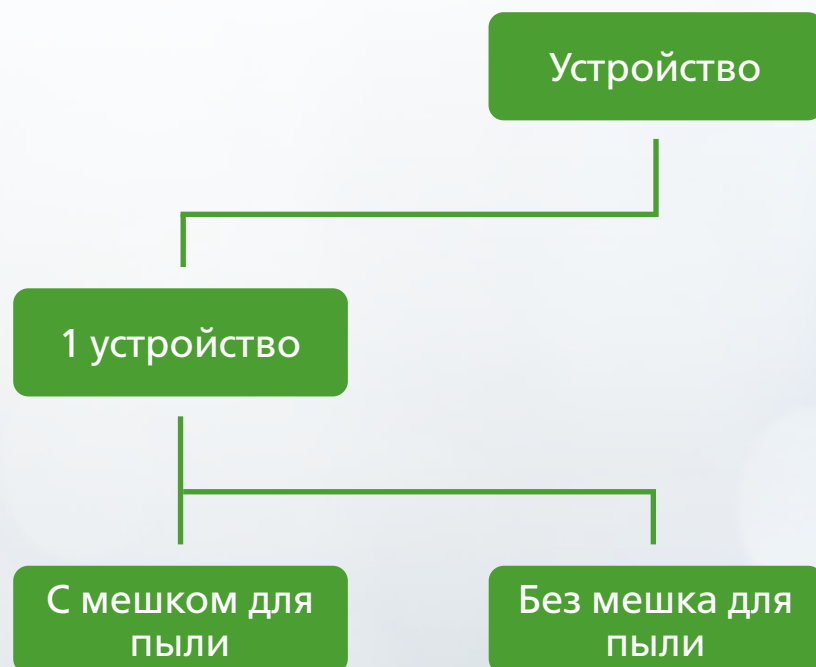 Устройство
1 устройство
С мешком для
пыли
Без мешка для
пыли